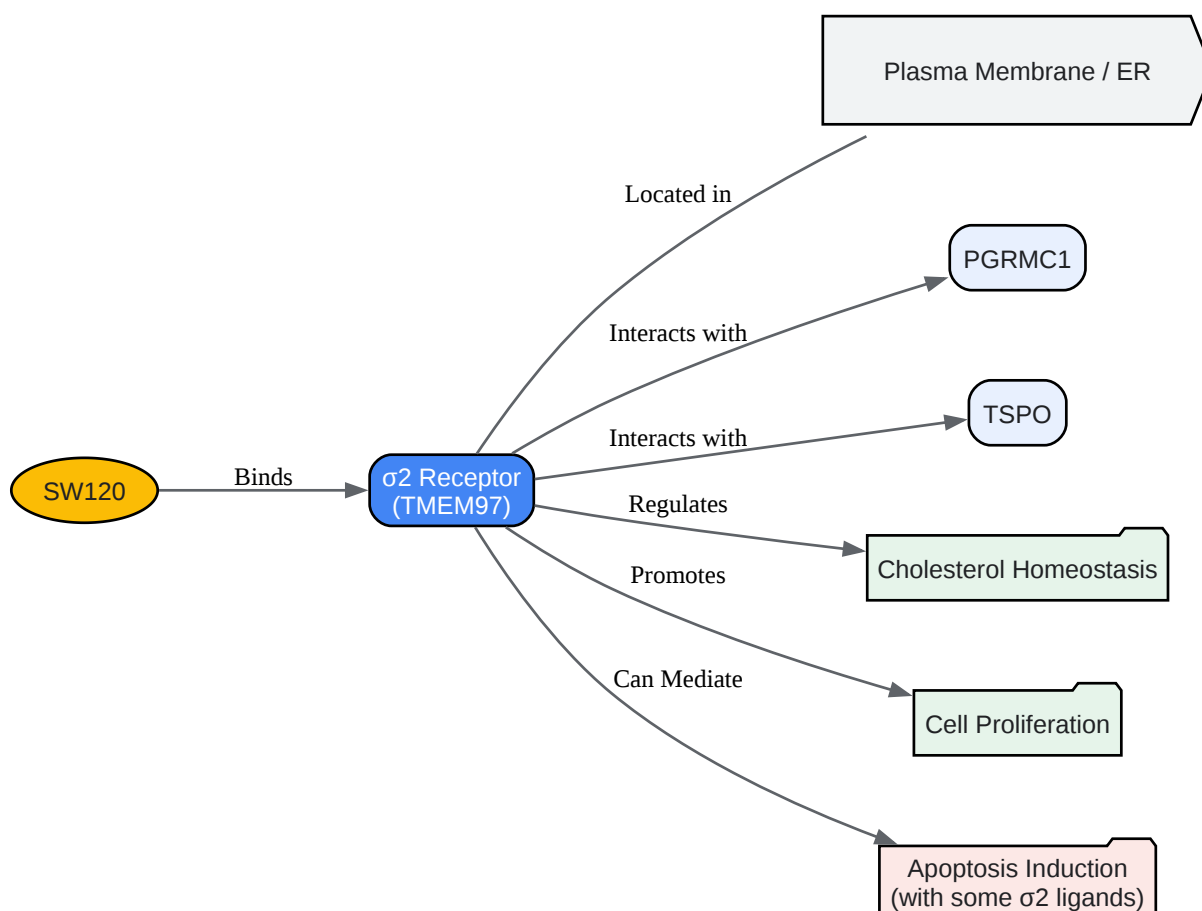 Plasma Membrane / ER
Located in
PGRMC1
Interacts with
TSPO
Interacts with
SW120
Binds
σ2 Receptor
(TMEM97)
Regulates
Cholesterol Homeostasis
Promotes
Cell Proliferation
Can Mediate
Apoptosis Induction
(with some σ2 ligands)